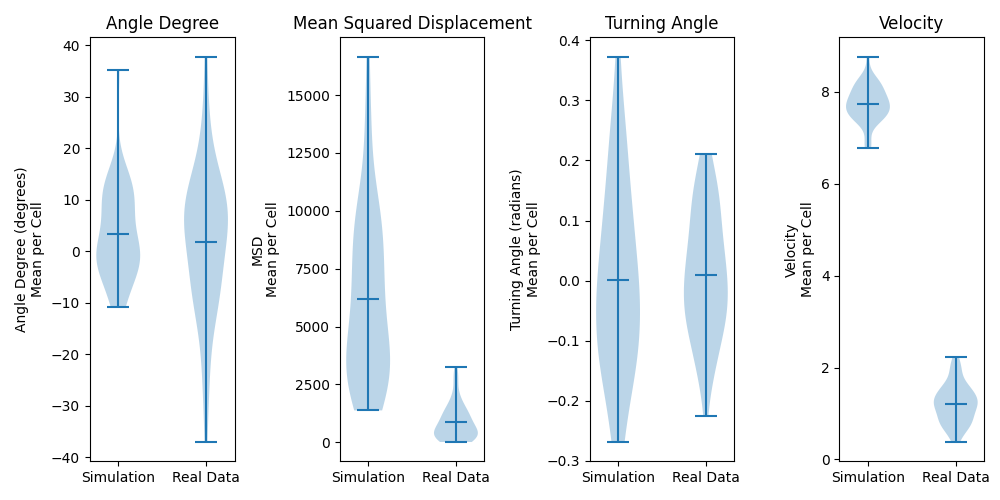 Angle Degree
Angle Degree (degrees)
Mean per Cell
40
30
20
10
0
−10
−20
−30
−40
Simulation
Real Data
Mean Squared Displacement
MSD
Mean per Cell
15000
12500
10000
7500
5000
2500
0
Simulation
Real Data
Turning Angle
Turning Angle (radians)
Mean per Cell
0.4
0.3
0.2
0.1
0.0
−0.1
−0.2
−0.3
Simulation
Real Data
Velocity
Velocity
Mean per Cell
8
6
4
2
0
Simulation
Real Data